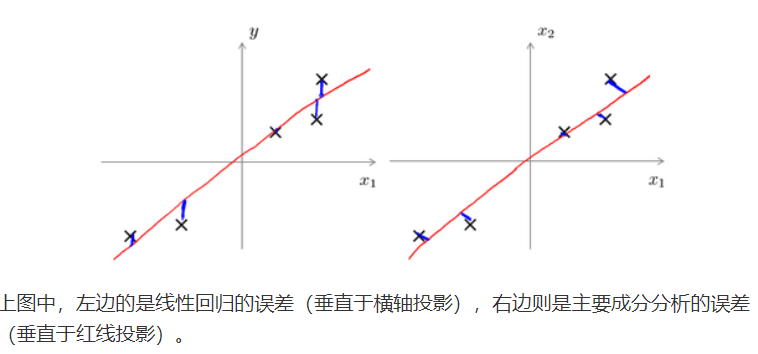 y
x₂
x₁
x₁
上图中，左边的是线性回归的误差（垂直于横轴投影），右边则是主要成分分析的误差
（垂直于红线投影）。